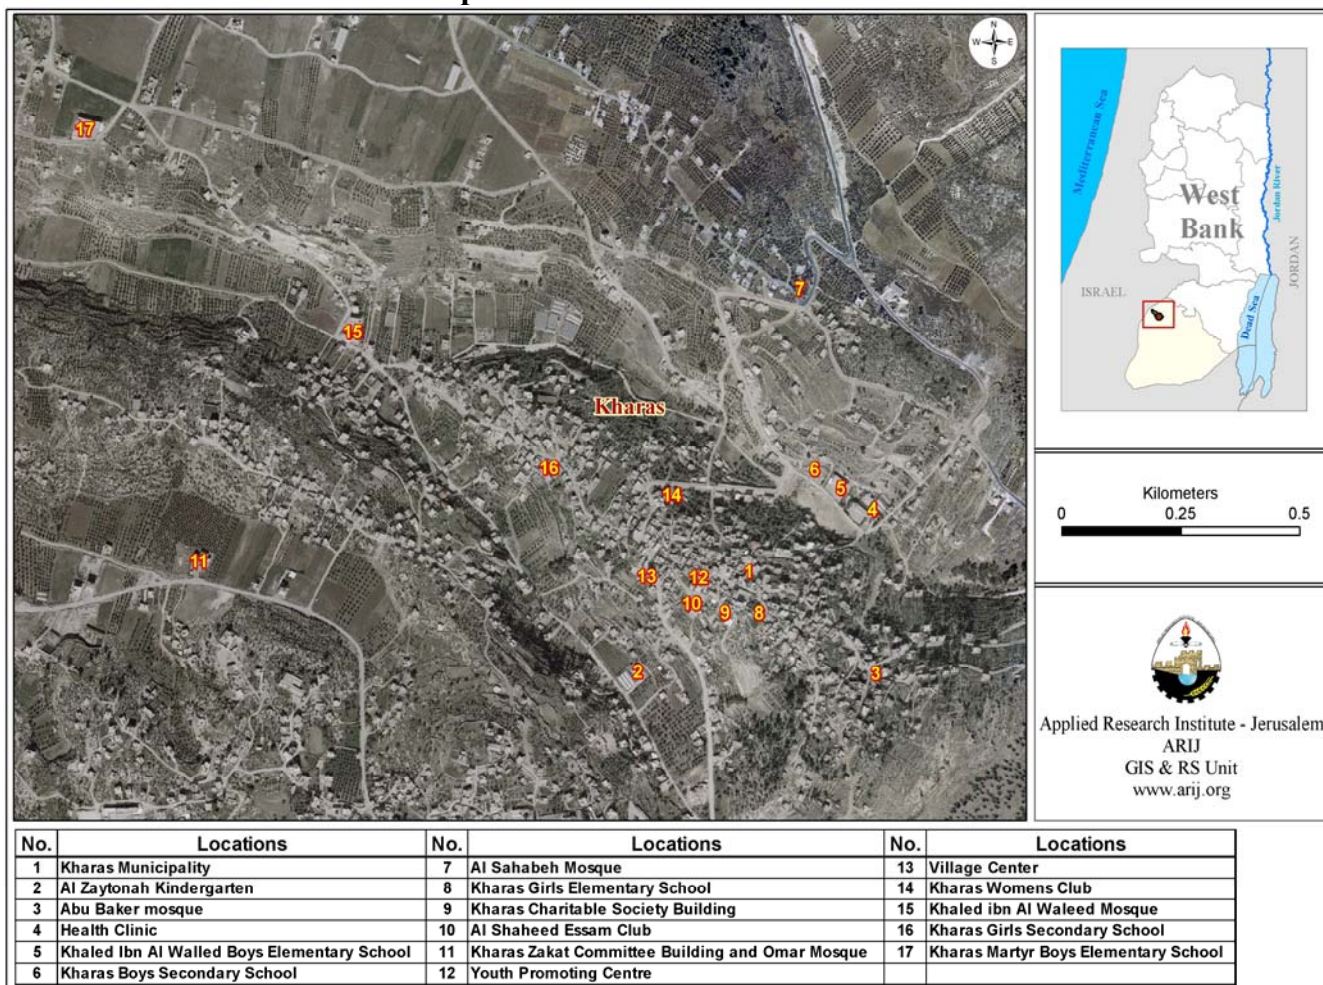 N
W E
S
17
7
15
Kharas
16
6
5
14
4
11
13
12
1
10
9
8
2
3
Mediterranean Sea
West
Bank
Jordan River
JORDAN
ISRAEL
Dead Sea
Kilometers
0 0.25 0.5
Applied Research Institute - Jerusalem
ARIJ
GIS & RS Unit
www.arij.org
No. Locations No. Locations No. Locations
1 Kharas Municipality 7 Al Sahabeh Mosque 13 Village Center
2 Al Zaytonah Kindergarten 8 Kharas Girls Elementary School 14 Kharas Womens Club
3 Abu Baker mosque 9 Kharas Charitable Society Building 15 Khaled ibn Al Waleed Mosque
4 Health Clinic 10 Al Shaheed Essam Club 16 Kharas Girls Secondary School
5 Khaled Ibn Al Walled Boys Elementary School 11 Kharas Zakat Committee Building and Omar Mosque 17 Kharas Martyr Boys Elementary School
6 Kharas Boys Secondary School 12 Youth Promoting Centre